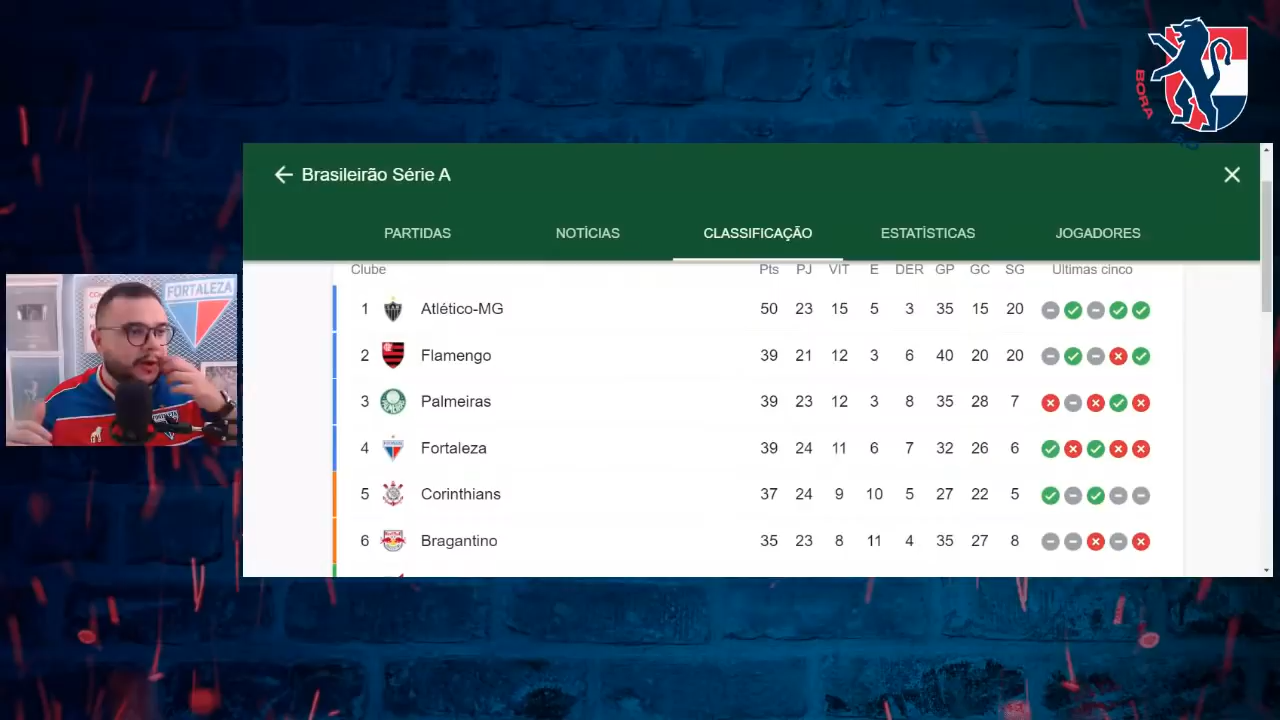 BORA
← Brasileirão Série A ×
PARTIDAS NOTÍCIAS CLASSIFICAÇÃO ESTATÍSTICAS JOGADORES
Clube Pts PJ VIT E DER GP GC SG Últimas cinco
1 Atlético-MG 50 23 15 5 3 35 15 20
2 Flamengo 39 21 12 3 6 40 20 20
3 Palmeiras 39 23 12 3 8 35 28 7
4 Fortaleza 39 24 11 6 7 32 26 6
5 Corinthians 37 24 9 10 5 27 22 5
6 Bragantino 35 23 8 11 4 35 27 8
FORTALEZA